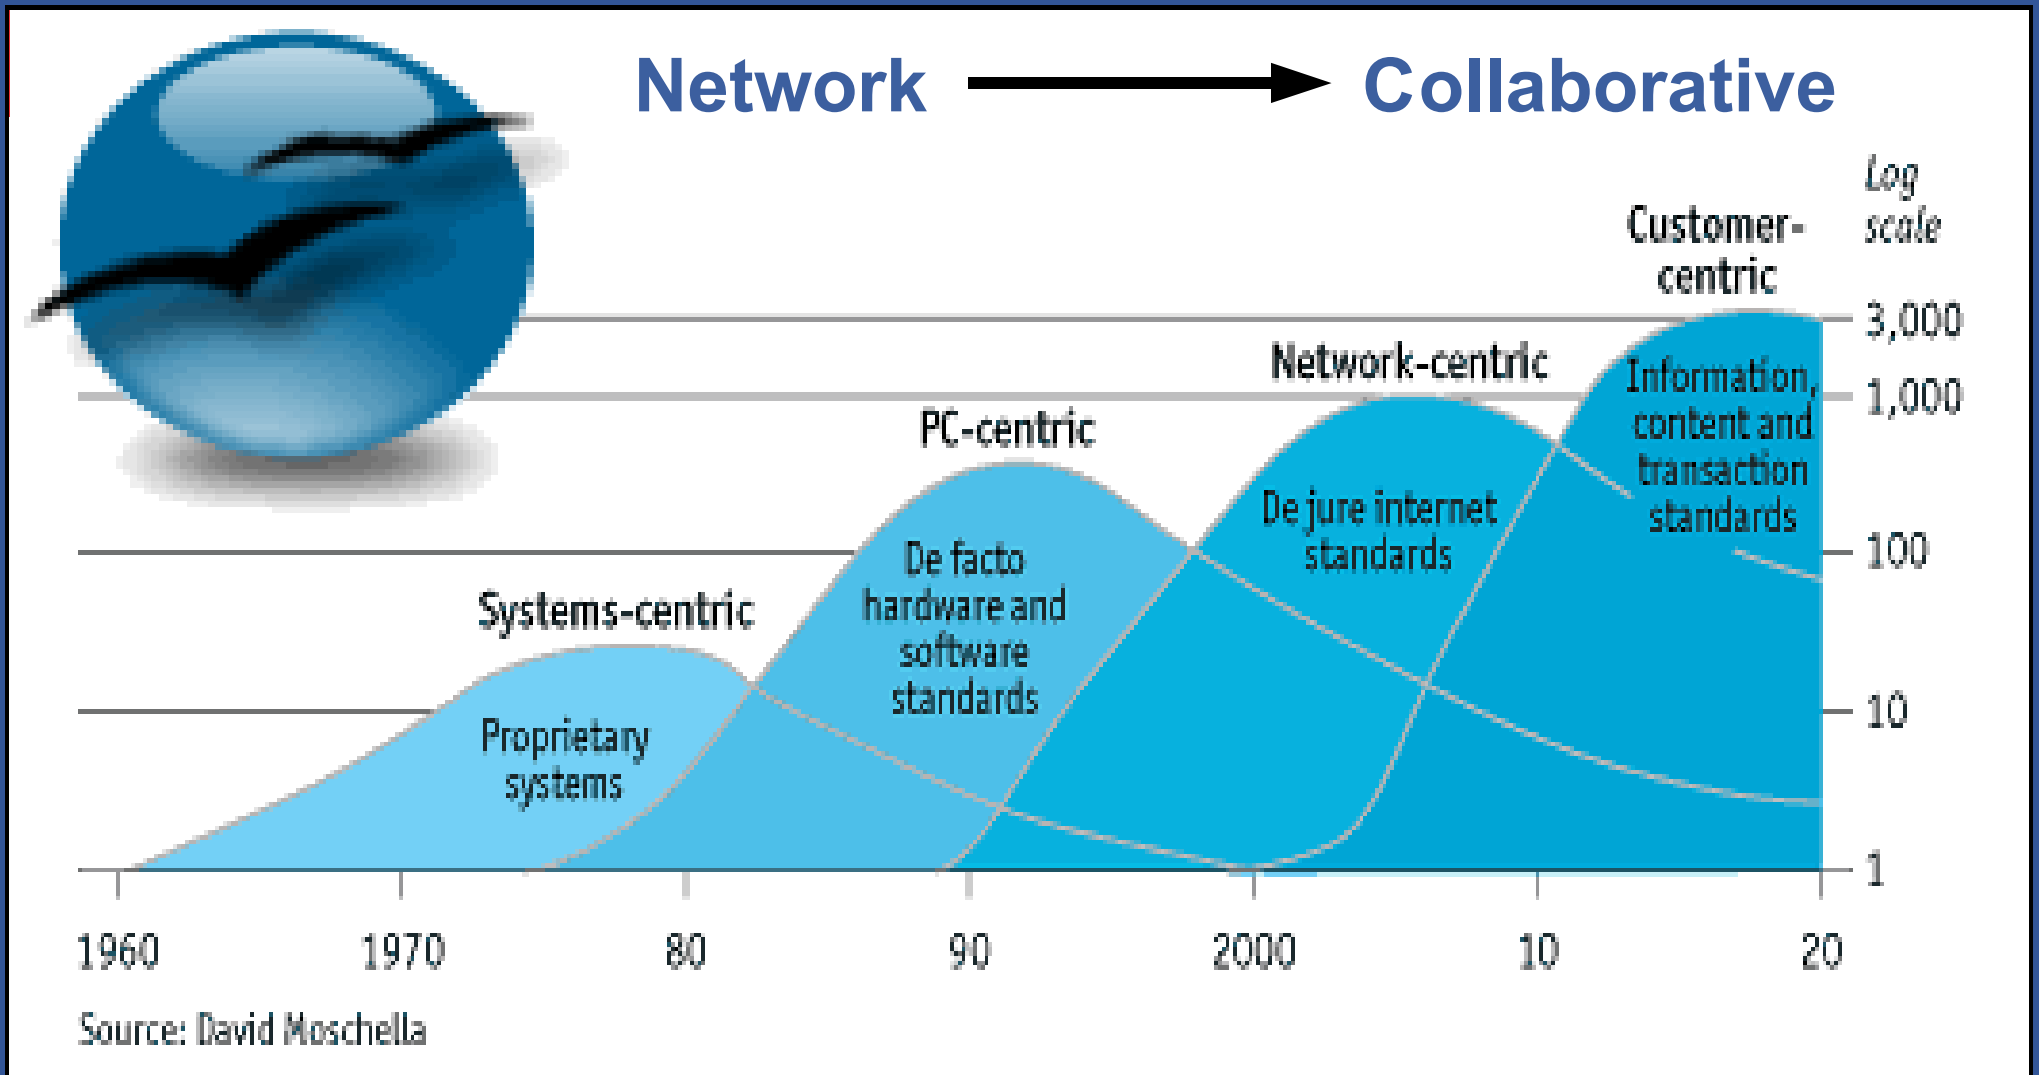 Network
Collaborative
Log
scale
Customer-
centric
3,000
Network-centric
Information,
1,000
content and
PC-centric
transaction
De jure internet
standards
standards
De facto
100
hardware and
Systems-centric
software
standards
10
Proprietary
systems
1
1960
1970
80
90
2000
10
20
Source: David Moschella